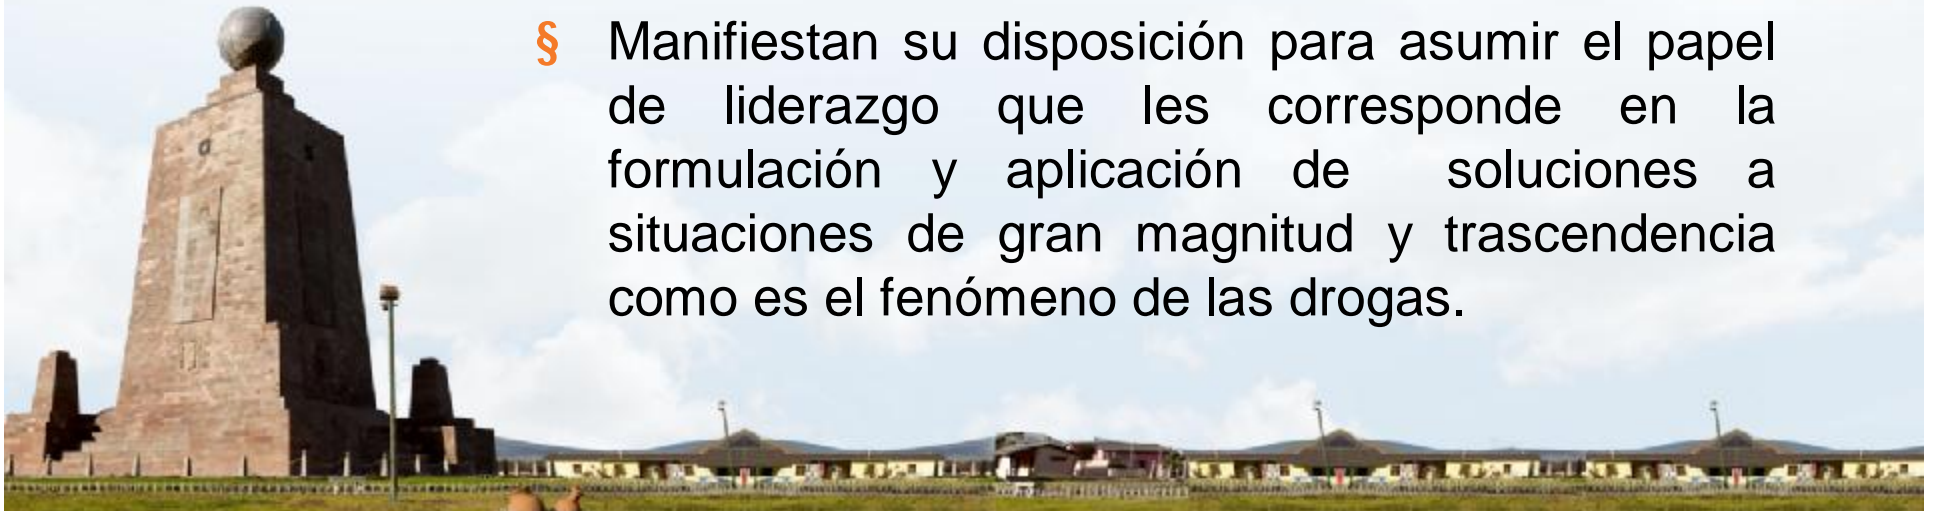 § Manifiestan su disposición para asumir el papel
de liderazgo que les corresponde en la
formulación y aplicación de soluciones a
situaciones de gran magnitud y trascendencia
como es el fenómeno de las drogas.